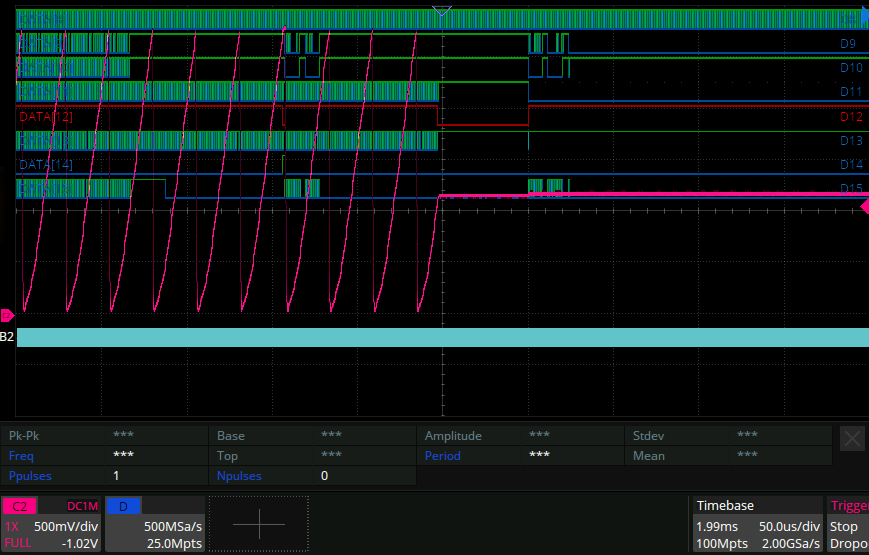 D9
D10
D11
DATA[12] D12
D13
DATA[14] D14
D15
B2
Pk-Pk *** Base *** Amplitude *** Stdev ***
Freq *** Top *** Period *** Mean ***
Ppulses 1 Npulses 0
C2 DC1M D Timebase Trigge
1X 500mV/div 500MSa/s 1.99ms 50.0us/div Stop
FULL -1.02V 25.0Mpts 100Mpts 2.00GSa/s Dropo